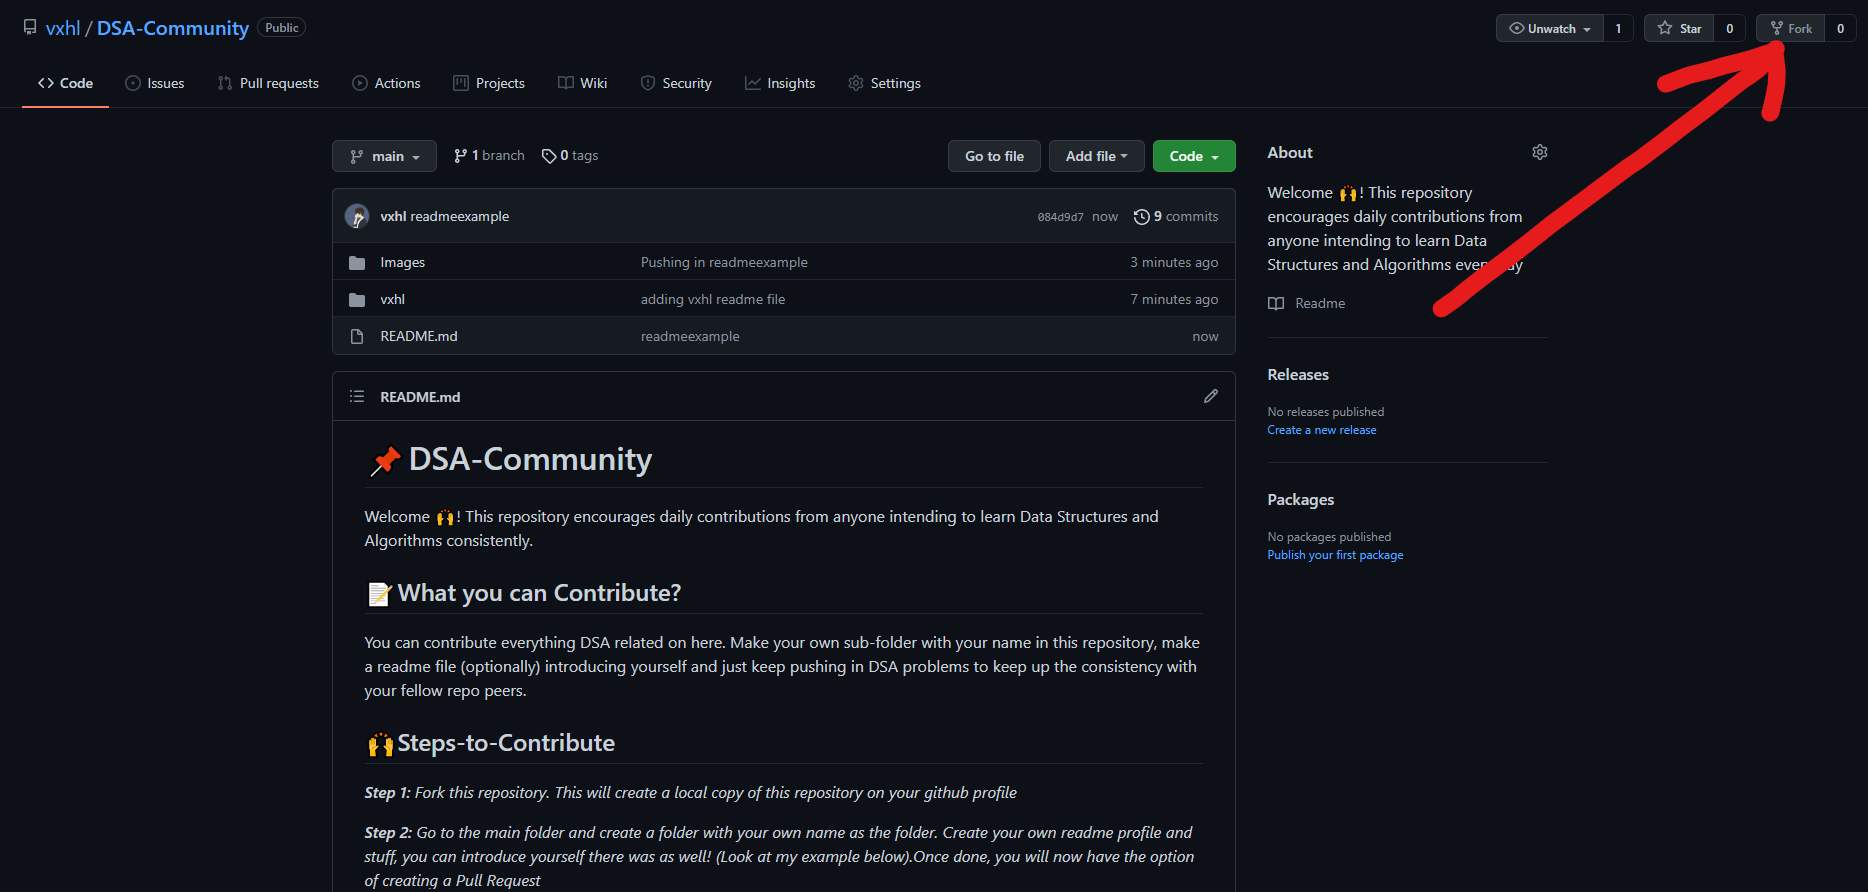 vxhl / DSA-Community Public
Unwatch 1 Star 0 Fork 0
Code Issues Pull requests Actions Projects Wiki Security Insights Settings
main 1 branch 0 tags Go to file Add file Code
vxhl readmeexample 084d9d7 now 9 commits
Images Pushing in readmeexample 3 minutes ago
vxhl adding vxhl readme file 7 minutes ago
README.md readmeexample now
README.md
📌 DSA-Community
Welcome 🙌! This repository encourages daily contributions from anyone intending to learn Data Structures and
Algorithms consistently.
📝 What you can Contribute?
You can contribute everything DSA related on here. Make your own sub-folder with your name in this repository, make
a readme file (optionally) introducing yourself and just keep pushing in DSA problems to keep up the consistency with
your fellow repo peers.
🙌 Steps-to-Contribute
Step 1: Fork this repository. This will create a local copy of this repository on your github profile
Step 2: Go to the main folder and create a folder with your own name as the folder. Create your own readme profile and
stuff, you can introduce yourself there was as well! (Look at my example below).Once done, you will now have the option
of creating a Pull Request
About
Welcome 🙌! This repository
encourages daily contributions from
anyone intending to learn Data
Structures and Algorithms
Readme
Releases
No releases published
Create a new release
Packages
No packages published
Publish your first package